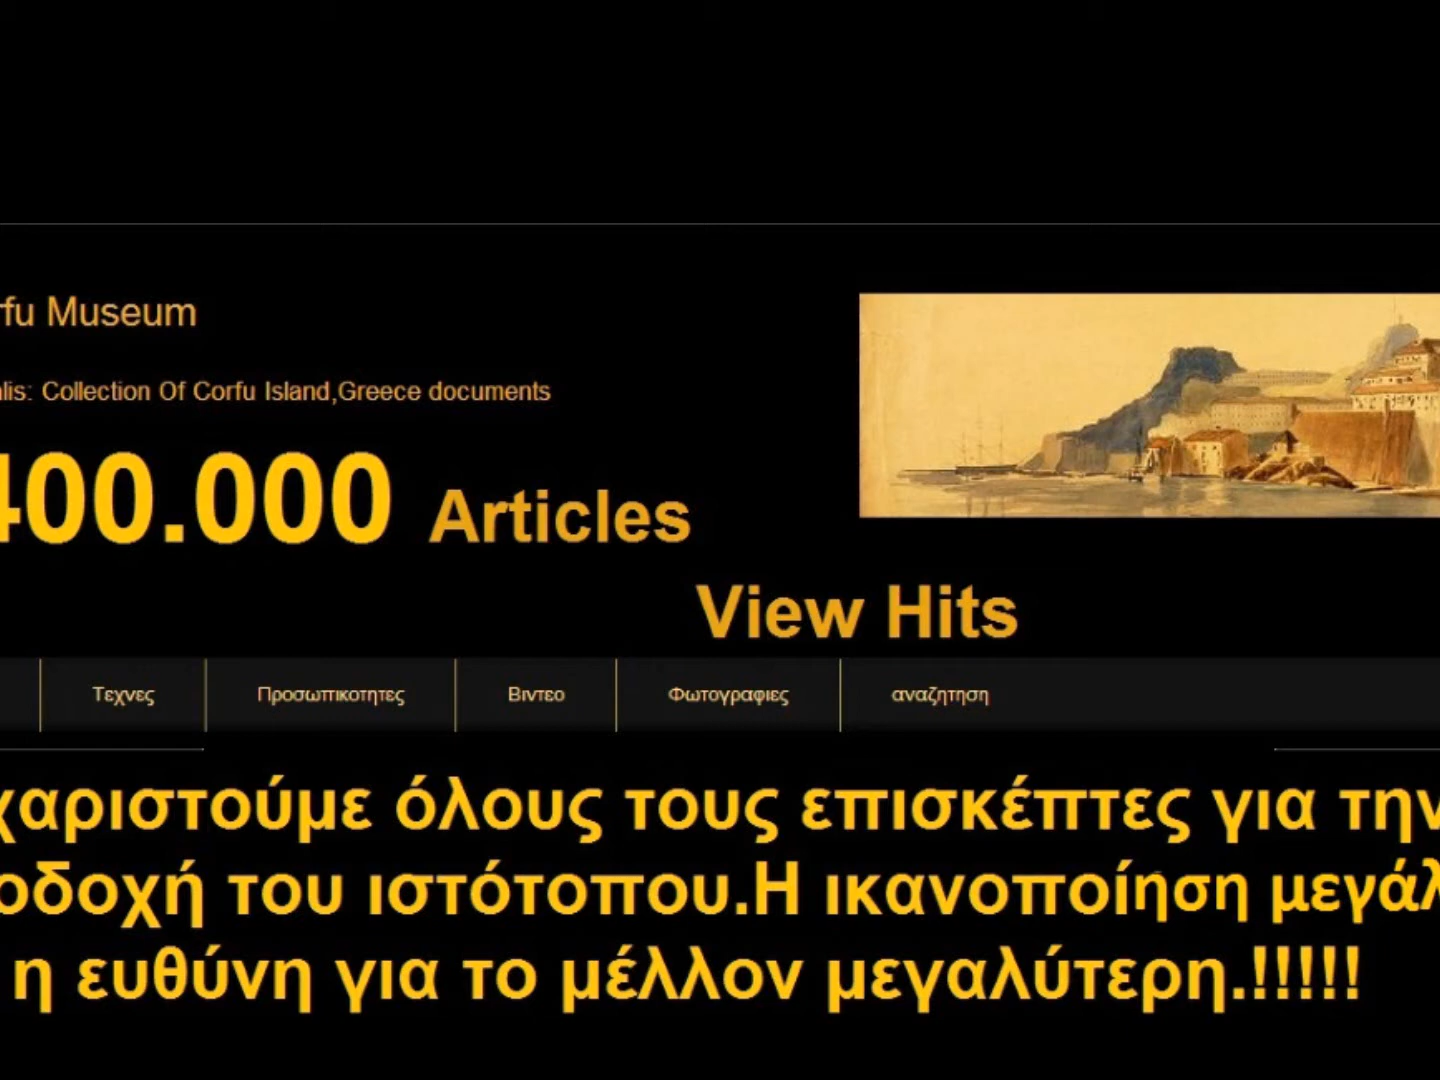 rfu Museum
alis: Collection Of Corfu Island,Greece documents
400.000 Articles
View Hits
Τεχνες Προσωπικοτητες Βιντεο Φωτογραφιες αναζητηση
χαριστούμε όλους τους επισκέπτες για την
οδοχή του ιστότοπου.Η ικανοποίηση μεγάλ
η ευθύνη για το μέλλον μεγαλύτερη.!!!!!